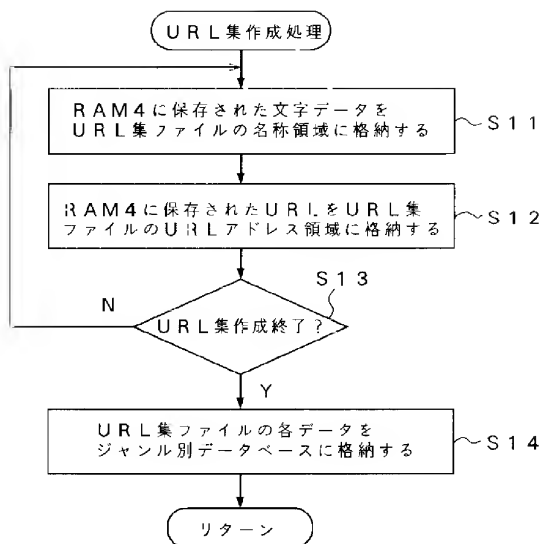 URL集作成処理
RAM4に保存された文字データを
URL集ファイルの名称領域に格納する
S11
RAM4に保存されたURLをURL集
ファイルのURLアドレス領域に格納する
S12
S13
N
URL集作成終了?
Y
URL集ファイルの各データを
ジャンル別データベースに格納する
S14
リターン